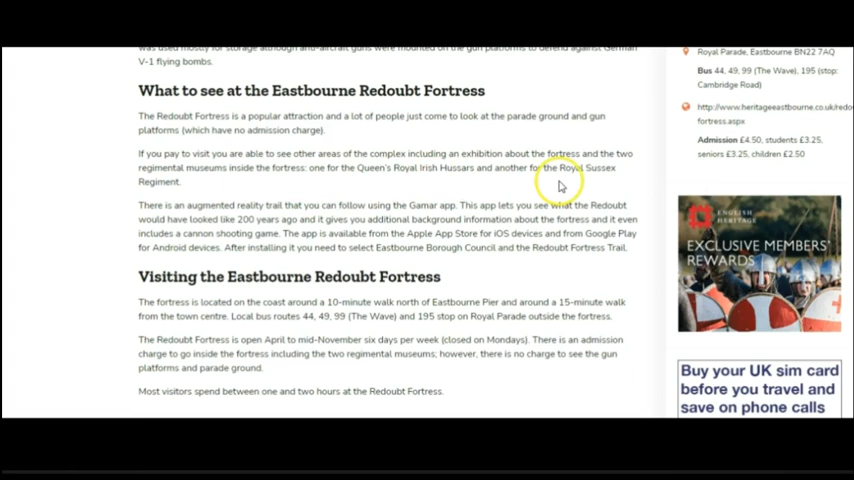 was used mostly for storage although anti-aircraft guns were mounted on the gun platforms to defend against German
V-1 flying bombs.
What to see at the Eastbourne Redoubt Fortress
The Redoubt Fortress is a popular attraction and a lot of people just come to look at the parade ground and gun
platforms (which have no admission charge).
If you pay to visit you are able to see other areas of the complex including an exhibition about the fortress and the two
regimental museums inside the fortress: one for the Queen's Royal Irish Hussars and another for the Royal Sussex
Regiment.
There is an augmented reality trail that you can follow using the Gamar app. This app lets you see what the Redoubt
would have looked like 200 years ago and it gives you additional background information about the fortress and it even
includes a cannon shooting game. The app is available from the Apple App Store for iOS devices and from Google Play
for Android devices. After installing it you need to select Eastbourne Borough Council and the Redoubt Fortress Trail.
Visiting the Eastbourne Redoubt Fortress
The fortress is located on the coast around a 10-minute walk north of Eastbourne Pier and around a 15-minute walk
from the town centre. Local bus routes 44, 49, 99 (The Wave) and 195 stop on Royal Parade outside the fortress.
The Redoubt Fortress is open April to mid-November six days per week (closed on Mondays). There is an admission
charge to go inside the fortress including the two regimental museums; however, there is no charge to see the gun
platforms and parade ground.
Most visitors spend between one and two hours at the Redoubt Fortress.
Royal Parade, Eastbourne BN22 7AQ
Bus 44, 49, 99 (The Wave), 195 (stop:
Cambridge Road)
http://www.heritageeastbourne.co.uk/redo
fortress.aspx
Admission £4.50, students £3.25,
seniors £3.25, children £2.50
ENGLISH
HERITAGE
EXCLUSIVE MEMBERS'
REWARDS
Buy your UK sim card
before you travel and
save on phone calls